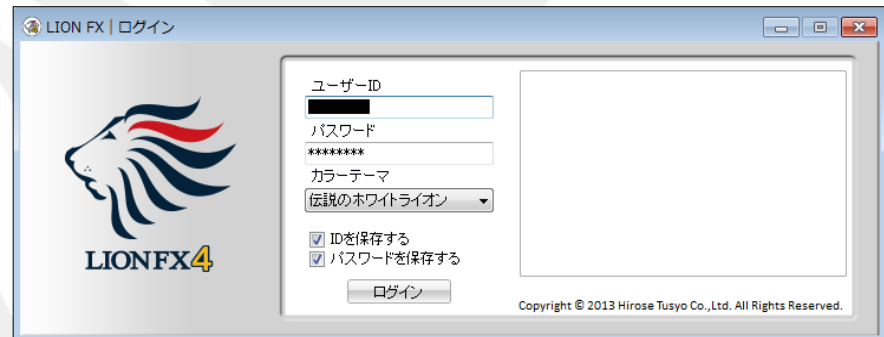 LION FX | ログイン
ユーザーID
パスワード
********
カラーテーマ
伝説のホワイトライオン
IDを保存する
パスワードを保存する
ログイン
LION FX4
Copyright © 2013 Hirose Tusyo Co.,Ltd. All Rights Reserved.